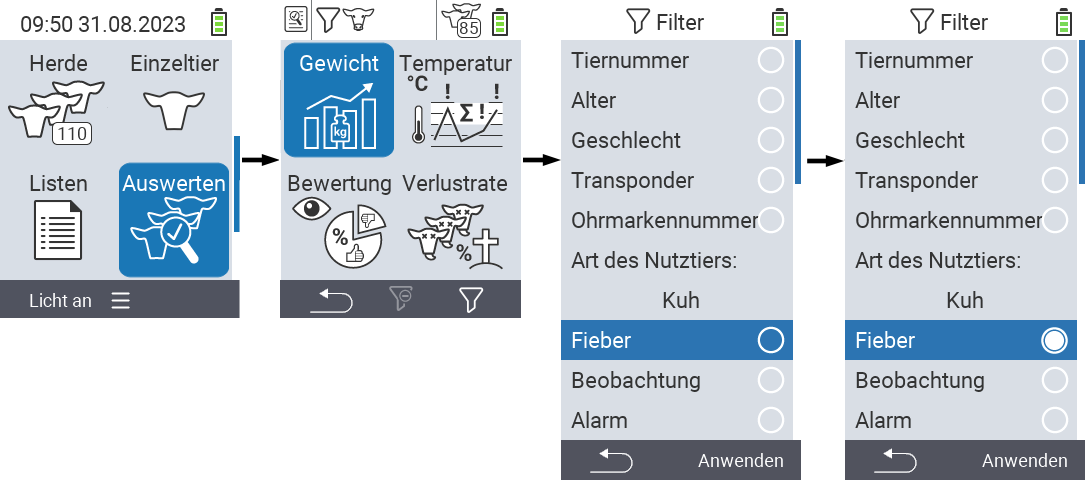 09:50 31.08.2023
Herde
Einzeltier
110
Listen
Auswerten
Licht an
85
Gewicht
Temperatur
kg
°C
! Σ ! !
Bewertung
Verlustrate
%
%
Filter
Tiernummer
Alter
Geschlecht
Transponder
Ohrmarkennummer
Art des Nutztiers:
Kuh
Fieber
Beobachtung
Alarm
Anwenden
Filter
Tiernummer
Alter
Geschlecht
Transponder
Ohrmarkennummer
Art des Nutztiers:
Kuh
Fieber
Beobachtung
Alarm
Anwenden